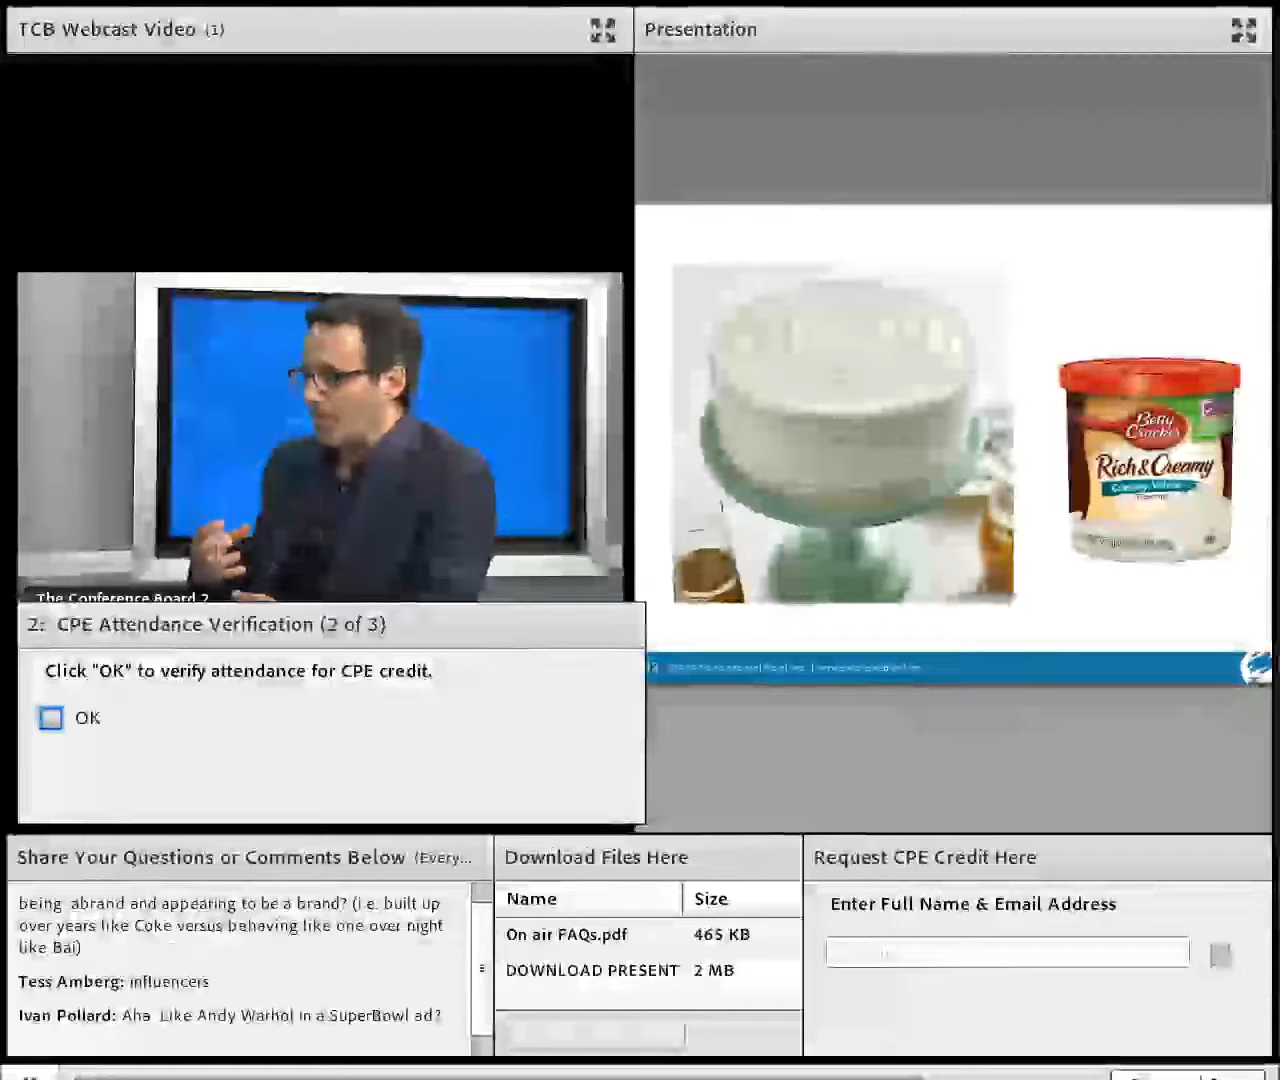 TCB Webcast Video (1)
Presentation
Betty
Crocker
Rich & Creamy
The Conference Board 2
2: CPE Attendance Verification (2 of 3)
Click "OK" to verify attendance for CPE credit.
OK
Share Your Questions or Comments Below (Every...
being abrand and appearing to be a brand? (i.e. built up
over years like Coke versus behaving like one over night
like Bai)
Tess Amberg: influencers
Ivan Pollard: Aha Like Andy Warhol in a SuperBowl ad?
Download Files Here
Name Size
On air FAQs.pdf 465 KB
DOWNLOAD PRESENT 2 MB
Request CPE Credit Here
Enter Full Name & Email Address